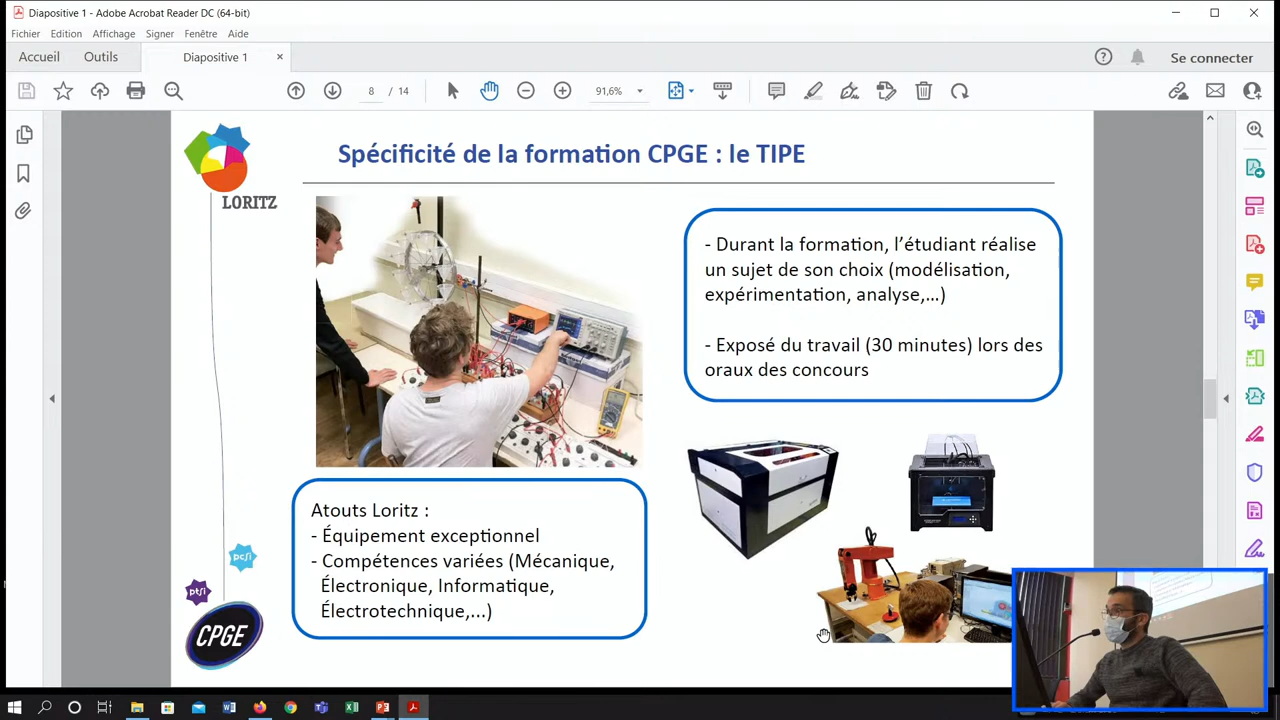 Diapositive 1 - Adobe Acrobat Reader DC (64-bit)
Fichier Edition Affichage Signer Fenêtre Aide
Accueil Outils Diapositive 1 × Se connecter
8 / 14 91,6%
Spécificité de la formation CPGE : le TIPE
LORITZ
- Durant la formation, l’étudiant réalise
un sujet de son choix (modélisation,
expérimentation, analyse,...)
- Exposé du travail (30 minutes) lors des
oraux des concours
Atouts Loritz :
- Équipement exceptionnel
- Compétences variées (Mécanique,
Électronique, Informatique,
Électrotechnique,...)
pcsi
ptsi
CPGE